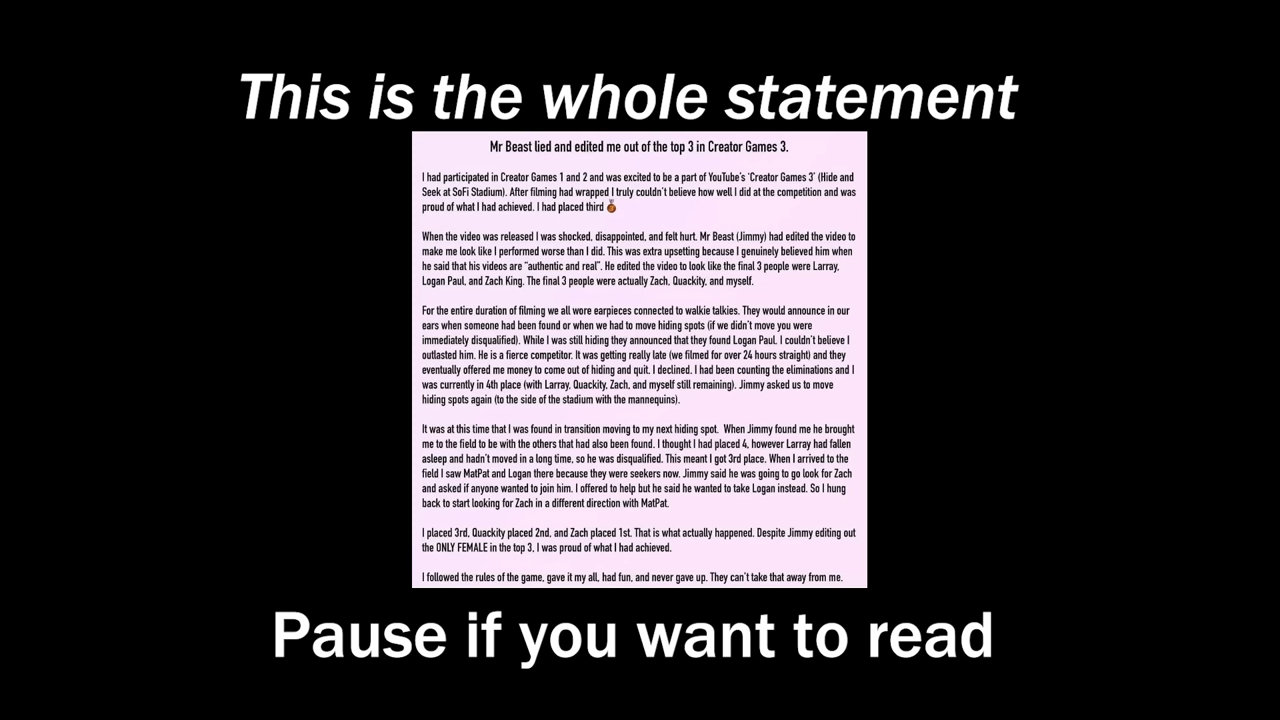 This is the whole statement
Mr Beast lied and edited me out of the top 3 in Creator Games 3.
I had participated in Creator Games 1 and 2 and was excited to be a part of YouTube's 'Creator Games 3' (Hide and
Seek at SoFi Stadium). After filming had wrapped I truly couldn't believe how well I did at the competition and was
proud of what I had achieved. I had placed third 🥉
When the video was released I was shocked, disappointed, and felt hurt. Mr Beast (Jimmy) had edited the video to
make me look like I performed worse than I did. This was extra upsetting because I genuinely believed him when
he said that his videos are "authentic and real". He edited the video to look like the final 3 people were Larray,
Logan Paul, and Zach King. The final 3 people were actually Zach, Quackity, and myself.
For the entire duration of filming we all wore earpieces connected to walkie talkies. They would announce in our
ears when someone had been found or when we had to move hiding spots (if we didn't move you were
immediately disqualified). While I was still hiding they announced that they found Logan Paul. I couldn't believe I
outlasted him. He is a fierce competitor. It was getting really late (we filmed for over 24 hours straight) and they
eventually offered me money to come out of hiding and quit. I declined. I had been counting the eliminations and I
was currently in 4th place (with Larray, Quackity, Zach, and myself still remaining). Jimmy asked us to move
hiding spots again (to the side of the stadium with the mannequins).
It was at this time that I was found in transition moving to my next hiding spot. When Jimmy found me he brought
me to the field to be with the others that had also been found. I thought I had placed 4, however Larray had fallen
asleep and hadn't moved in a long time, so he was disqualified. This meant I got 3rd place. When I arrived to the
field I saw MatPat and Logan there because they were seekers now. Jimmy said he was going to go look for Zach
and asked if anyone wanted to join him. I offered to help but he said he wanted to take Logan instead. So I hung
back to start looking for Zach in a different direction with MatPat.
I placed 3rd, Quackity placed 2nd, and Zach placed 1st. That is what actually happened. Despite Jimmy editing out
the ONLY FEMALE in the top 3, I was proud of what I had achieved.
I followed the rules of the game, gave it my all, had fun, and never gave up. They can't take that away from me.
Pause if you want to read